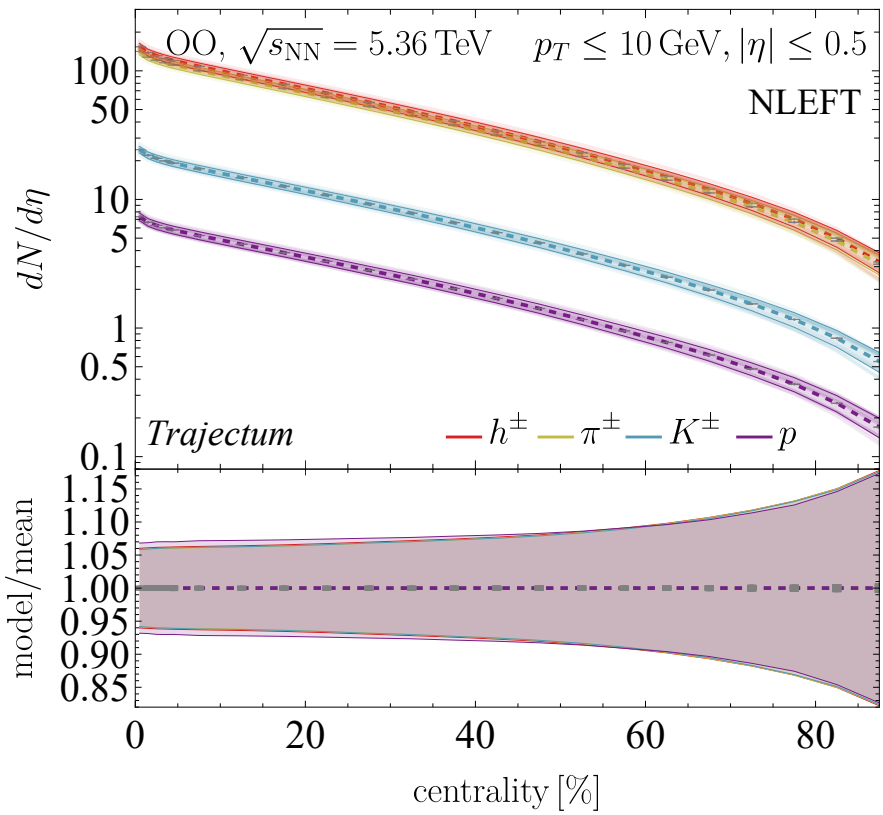 OO, √s_NN = 5.36 TeV p_T ≤ 10 GeV, |η| ≤ 0.5
NLEFT
100
50
10
5
1
0.5
0.1
dN/dη
Trajectum
h± π± K± p
1.15
1.10
1.05
1.00
0.95
0.90
0.85
model/mean
0 20 40 60 80
centrality [%]